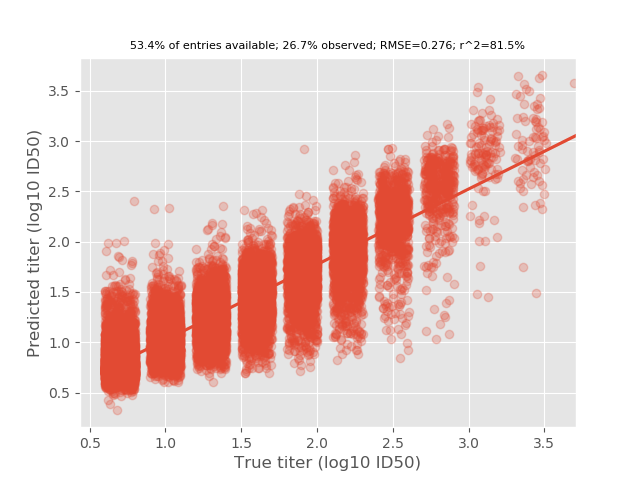 53.4% of entries available; 26.7% observed; RMSE=0.276; r^2=81.5%
3.5
3.0
2.5
2.0
1.5
1.0
0.5
Predicted titer (log10 ID50)
0.5 1.0 1.5 2.0 2.5 3.0 3.5
True titer (log10 ID50)